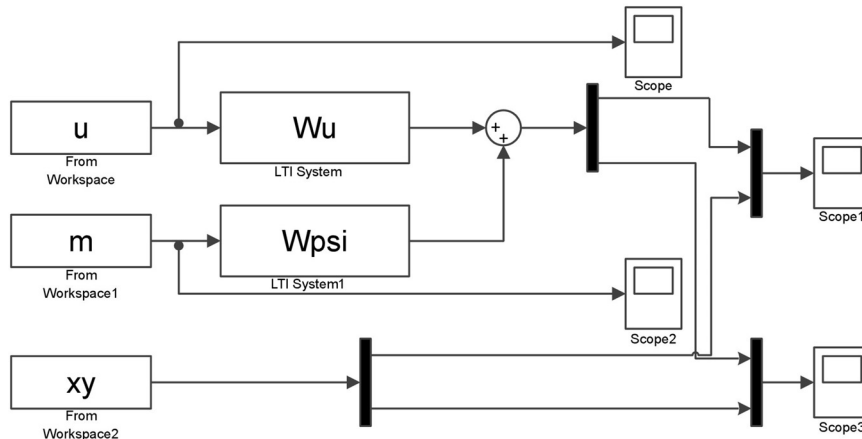 Scope
u
Wu
+
+
From
Workspace
LTI System
Scope1
m
Wpsi
From
Workspace1
LTI System1
Scope2
xy
From
Workspace2
Scope3